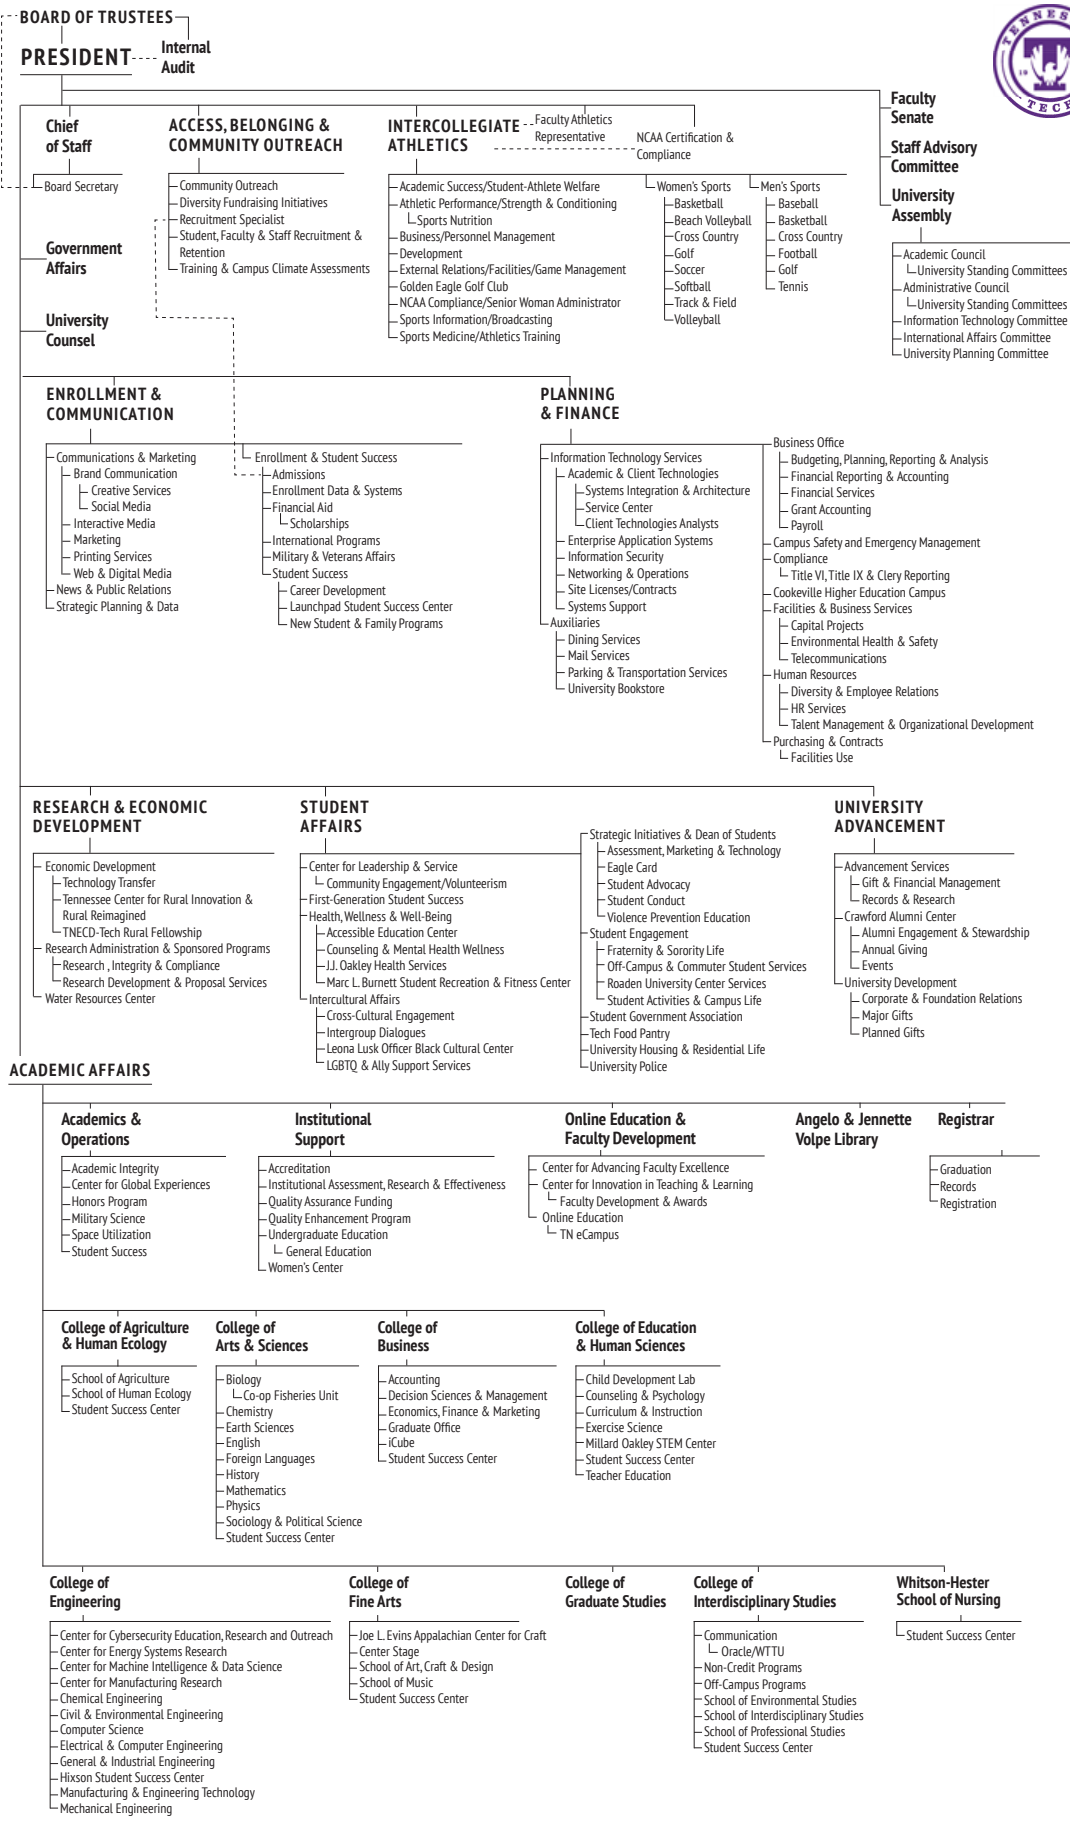 BOARD OF TRUSTEES
PRESIDENT
Internal
Audit
TENNES
TECH
Faculty
Senate
Staff Advisory
Committee
University
Assembly
Academic Council
University Standing Committees
Administrative Council
University Standing Committees
Information Technology Committee
International Affairs Committee
University Planning Committee
Chief
of Staff
Board Secretary
Government
Affairs
University
Counsel
ACCESS, BELONGING &
COMMUNITY OUTREACH
Community Outreach
Diversity Fundraising Initiatives
Recruitment Specialist
Student, Faculty & Staff Recruitment &
Retention
Training & Campus Climate Assessments
INTERCOLLEGIATE
ATHLETICS
Faculty Athletics
Representative
NCAA Certification &
Compliance
Academic Success/Student-Athlete Welfare
Athletic Performance/Strength & Conditioning
Sports Nutrition
Business/Personnel Management
Development
External Relations/Facilities/Game Management
Golden Eagle Golf Club
NCAA Compliance/Senior Woman Administrator
Sports Information/Broadcasting
Sports Medicine/Athletics Training
Women's Sports
Basketball
Beach Volleyball
Cross Country
Golf
Soccer
Softball
Track & Field
Volleyball
Men's Sports
Baseball
Basketball
Cross Country
Football
Golf
Tennis
ENROLLMENT &
COMMUNICATION
Communications & Marketing
Brand Communication
Creative Services
Social Media
Interactive Media
Marketing
Printing Services
Web & Digital Media
News & Public Relations
Strategic Planning & Data
Enrollment & Student Success
Admissions
Enrollment Data & Systems
Financial Aid
Scholarships
International Programs
Military & Veterans Affairs
Student Success
Career Development
Launchpad Student Success Center
New Student & Family Programs
PLANNING
& FINANCE
Information Technology Services
Academic & Client Technologies
Systems Integration & Architecture
Service Center
Client Technologies Analysts
Enterprise Application Systems
Information Security
Networking & Operations
Site Licenses/Contracts
Systems Support
Auxiliaries
Dining Services
Mail Services
Parking & Transportation Services
University Bookstore
Business Office
Budgeting, Planning, Reporting & Analysis
Financial Reporting & Accounting
Financial Services
Grant Accounting
Payroll
Campus Safety and Emergency Management
Compliance
Title VI, Title IX & Clery Reporting
Cookeville Higher Education Campus
Facilities & Business Services
Capital Projects
Environmental Health & Safety
Telecommunications
Human Resources
Diversity & Employee Relations
HR Services
Talent Management & Organizational Development
Purchasing & Contracts
Facilities Use
RESEARCH & ECONOMIC
DEVELOPMENT
Economic Development
Technology Transfer
Tennessee Center for Rural Innovation &
Rural Reimagined
TNECD-Tech Rural Fellowship
Research Administration & Sponsored Programs
Research , Integrity & Compliance
Research Development & Proposal Services
Water Resources Center
STUDENT
AFFAIRS
Center for Leadership & Service
Community Engagement/Volunteerism
First-Generation Student Success
Health, Wellness & Well-Being
Accessible Education Center
Counseling & Mental Health Wellness
J.J. Oakley Health Services
Marc L. Burnett Student Recreation & Fitness Center
Intercultural Affairs
Cross-Cultural Engagement
Intergroup Dialogues
Leona Lusk Officer Black Cultural Center
LGBTQ & Ally Support Services
Strategic Initiatives & Dean of Students
Assessment, Marketing & Technology
Eagle Card
Student Advocacy
Student Conduct
Violence Prevention Education
Student Engagement
Fraternity & Sorority Life
Off-Campus & Commuter Student Services
Roaden University Center Services
Student Activities & Campus Life
Student Government Association
Tech Food Pantry
University Housing & Residential Life
University Police
UNIVERSITY
ADVANCEMENT
Advancement Services
Gift & Financial Management
Records & Research
Crawford Alumni Center
Alumni Engagement & Stewardship
Annual Giving
Events
University Development
Corporate & Foundation Relations
Major Gifts
Planned Gifts
ACADEMIC AFFAIRS
Academics &
Operations
Academic Integrity
Center for Global Experiences
Honors Program
Military Science
Space Utilization
Student Success
Institutional
Support
Accreditation
Institutional Assessment, Research & Effectiveness
Quality Assurance Funding
Quality Enhancement Program
Undergraduate Education
General Education
Women's Center
Online Education &
Faculty Development
Center for Advancing Faculty Excellence
Center for Innovation in Teaching & Learning
Faculty Development & Awards
Online Education
TN eCampus
Angelo & Jennette
Volpe Library
Registrar
Graduation
Records
Registration
College of Agriculture
& Human Ecology
School of Agriculture
School of Human Ecology
Student Success Center
College of
Arts & Sciences
Biology
Co-op Fisheries Unit
Chemistry
Earth Sciences
English
Foreign Languages
History
Mathematics
Physics
Sociology & Political Science
Student Success Center
College of
Business
Accounting
Decision Sciences & Management
Economics, Finance & Marketing
Graduate Office
iCube
Student Success Center
College of Education
& Human Sciences
Child Development Lab
Counseling & Psychology
Curriculum & Instruction
Exercise Science
Millard Oakley STEM Center
Student Success Center
Teacher Education
College of
Engineering
Center for Cybersecurity Education, Research and Outreach
Center for Energy Systems Research
Center for Machine Intelligence & Data Science
Center for Manufacturing Research
Chemical Engineering
Civil & Environmental Engineering
Computer Science
Electrical & Computer Engineering
General & Industrial Engineering
Hixson Student Success Center
Manufacturing & Engineering Technology
Mechanical Engineering
College of
Fine Arts
Joe L. Evins Appalachian Center for Craft
Center Stage
School of Art, Craft & Design
School of Music
Student Success Center
College of
Graduate Studies
College of
Interdisciplinary Studies
Communication
Oracle/WTTU
Non-Credit Programs
Off-Campus Programs
School of Environmental Studies
School of Interdisciplinary Studies
School of Professional Studies
Student Success Center
Whitson-Hester
School of Nursing
Student Success Center